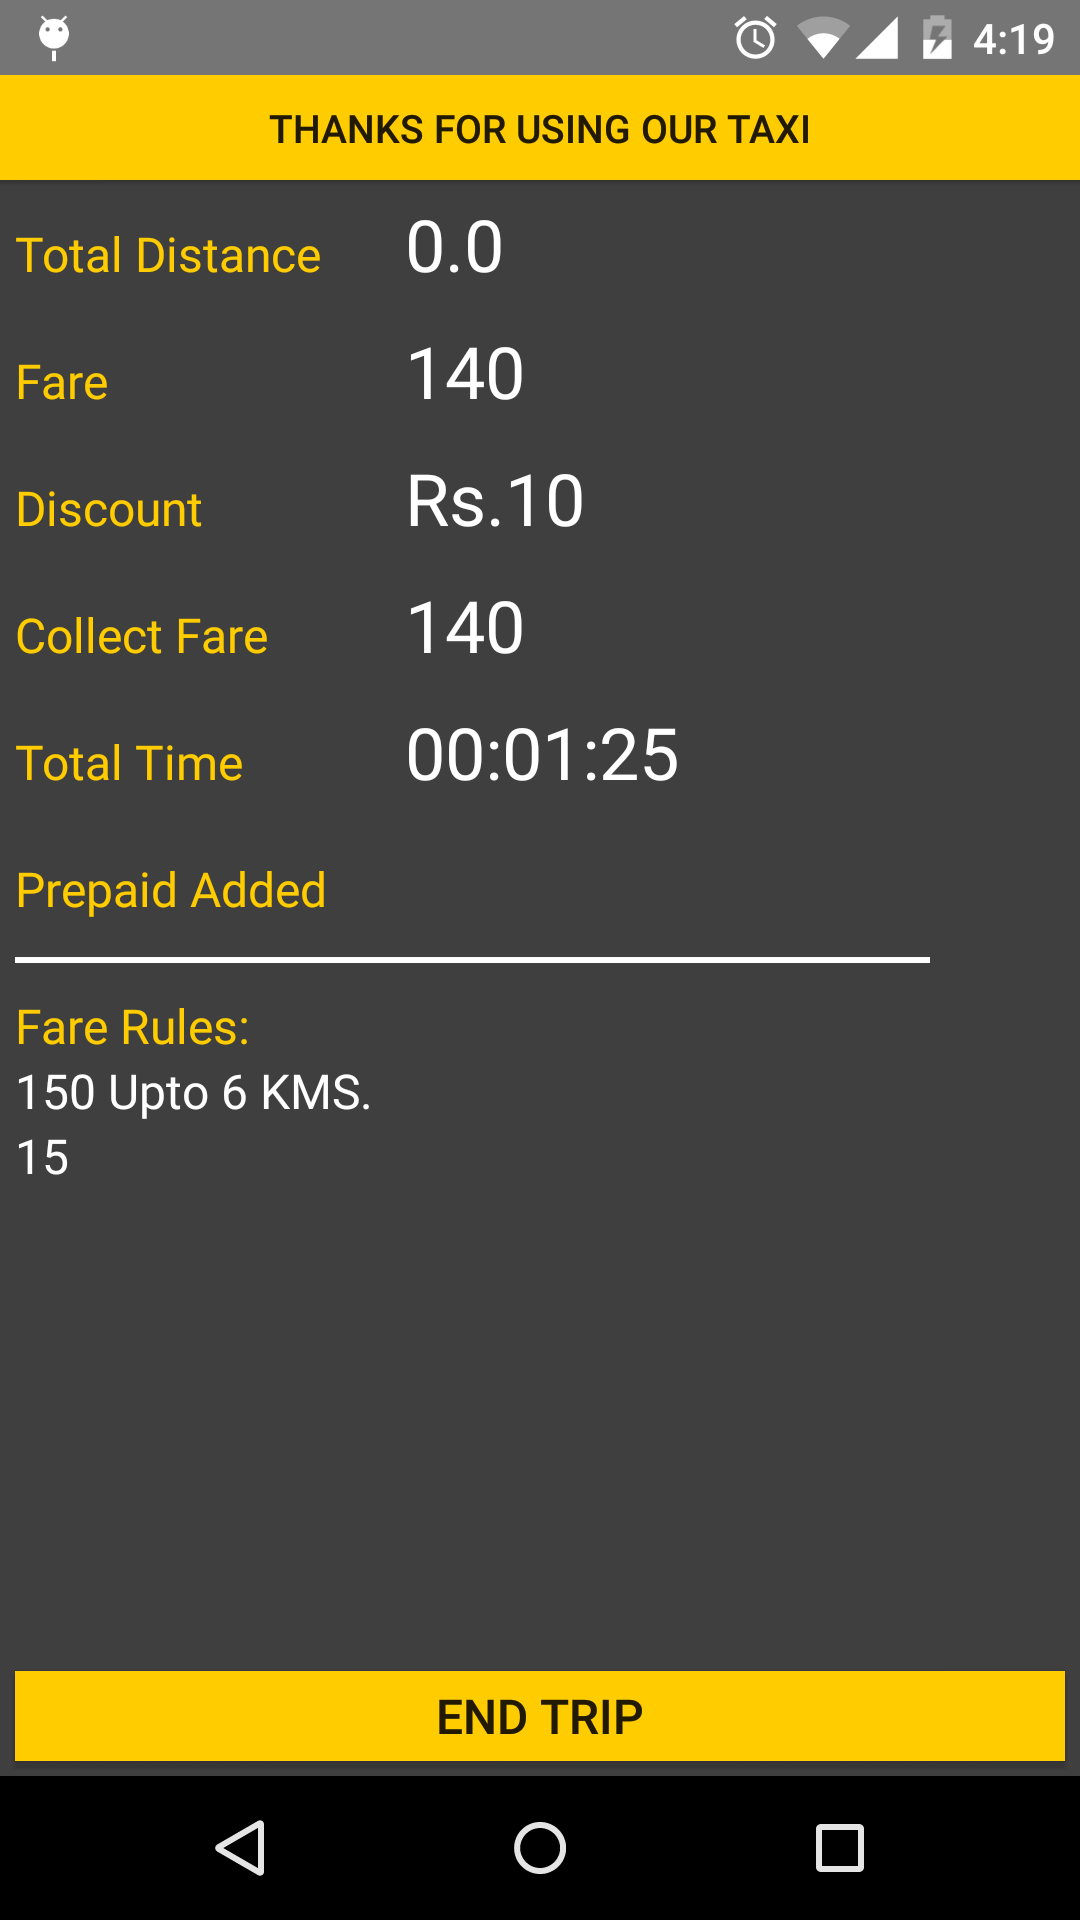 4:19
THANKS FOR USING OUR TAXI
Total Distance 0.0
Fare 140
Discount Rs.10
Collect Fare 140
Total Time 00:01:25
Prepaid Added
Fare Rules:
150 Upto 6 KMS.
15
END TRIP